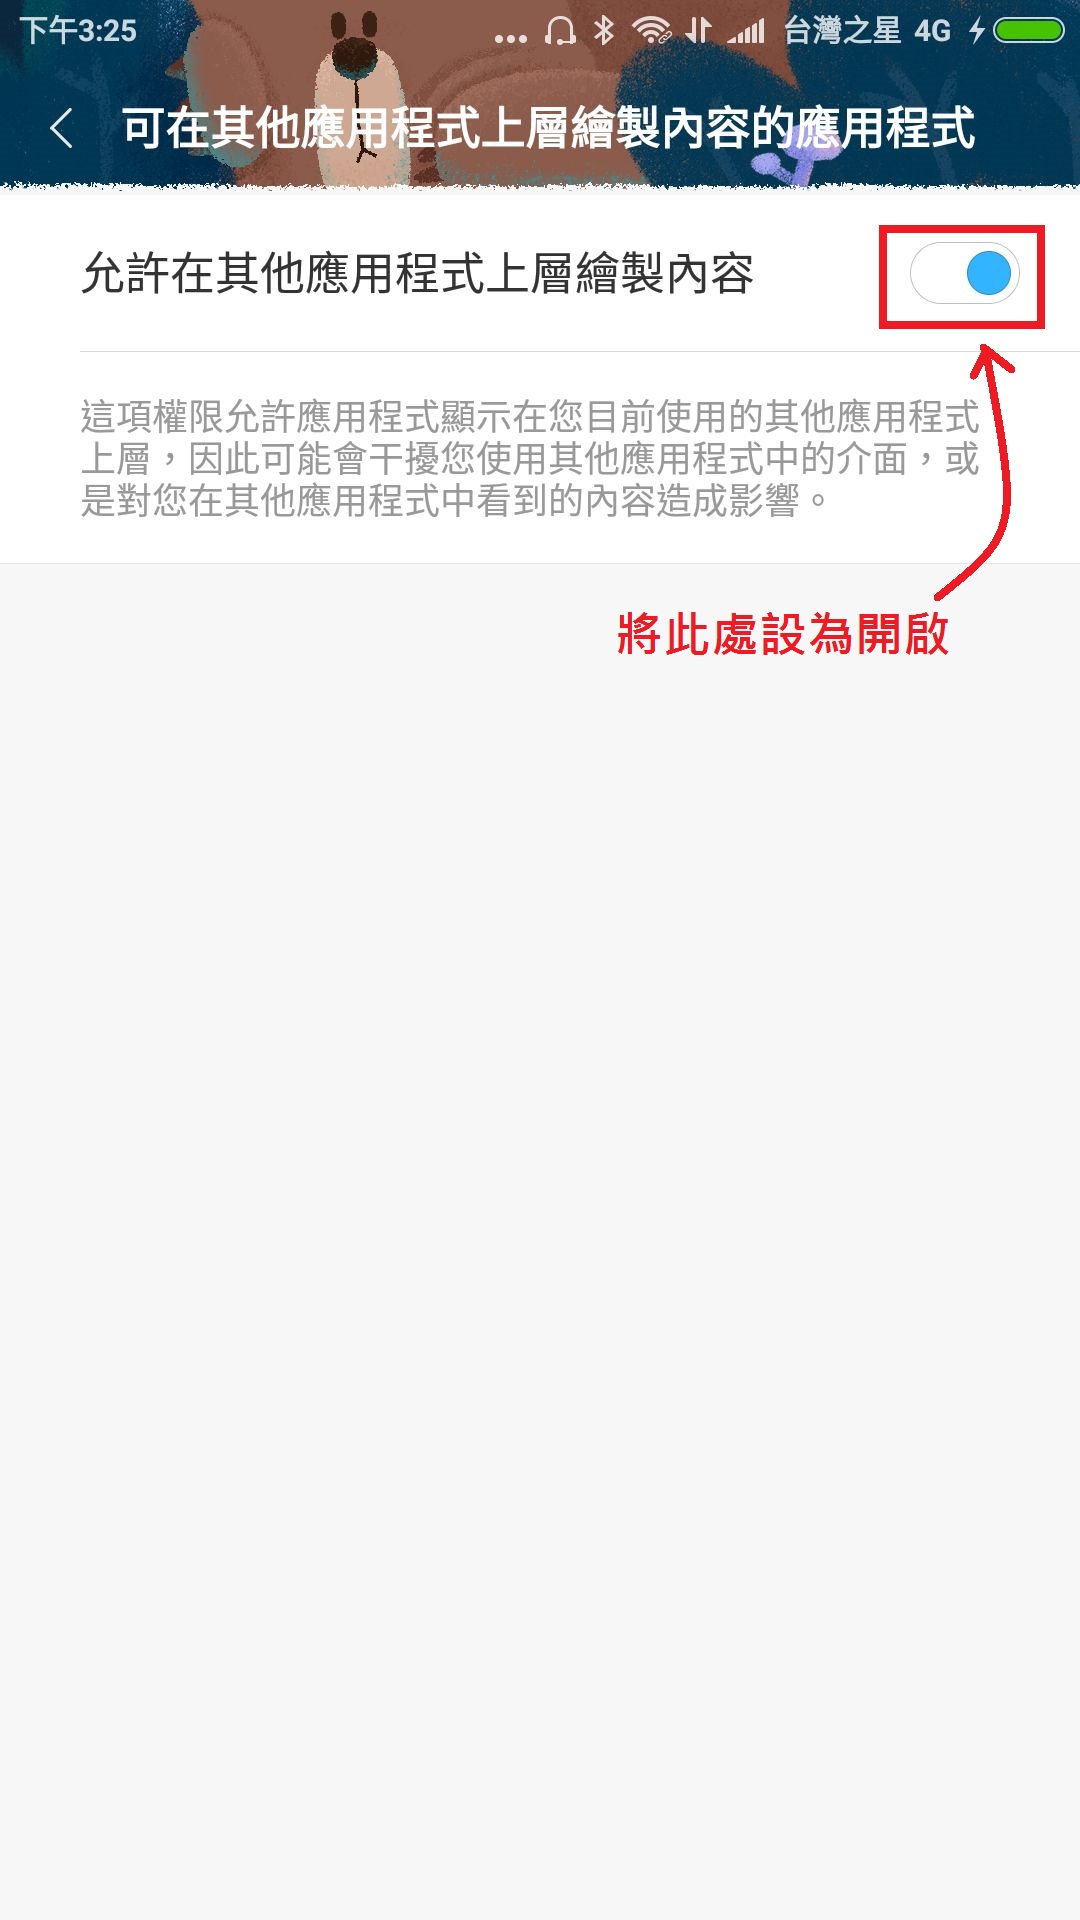 下午3:25
台灣之星 4G
可在其他應用程式上層繪製內容的應用程式
允許在其他應用程式上層繪製內容
這項權限允許應用程式顯示在您目前使用的其他應用程式
上層，因此可能會干擾您使用其他應用程式中的介面，或
是對您在其他應用程式中看到的內容造成影響。
將此處設為開啟